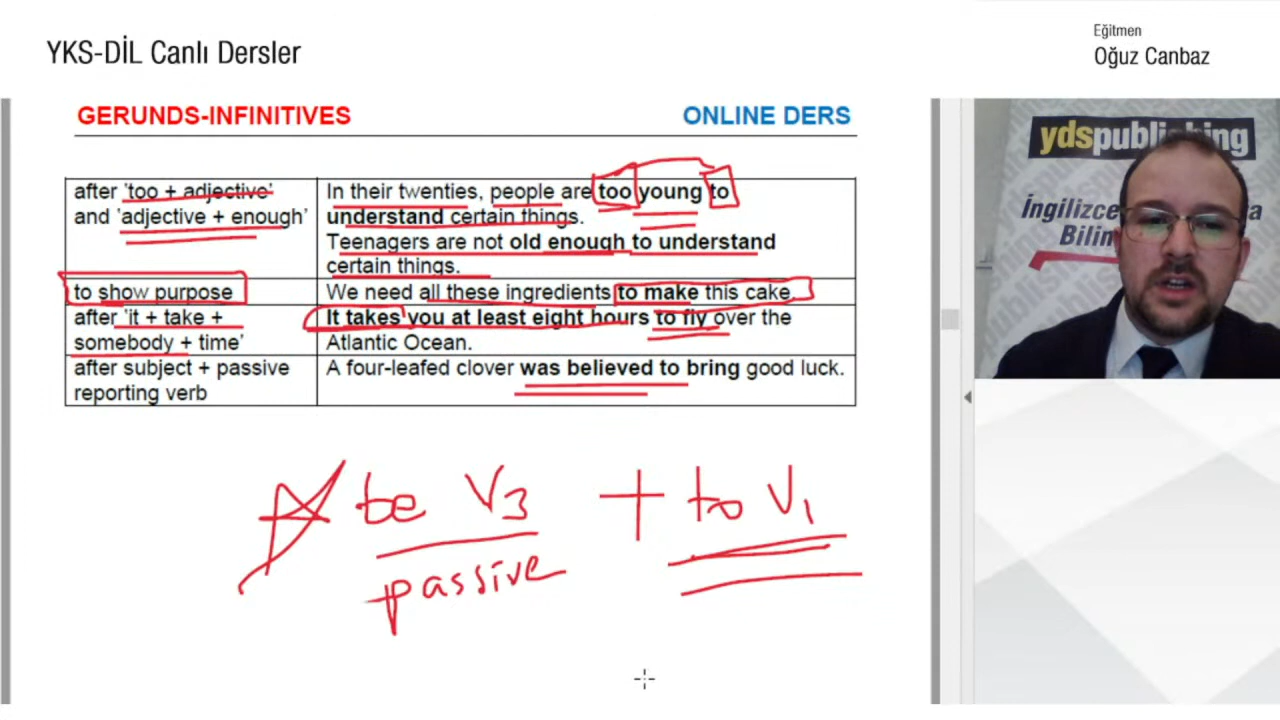 YKS-DİL Canlı Dersler
Eğitmen
Oğuz Canbaz
GERUNDS-INFINITIVES
ONLINE DERS
after 'too + adjective'
and 'adjective + enough'
In their twenties, people are too young to
understand certain things.
Teenagers are not old enough to understand
certain things.
to show purpose
We need all these ingredients to make this cake.
after 'it + take +
somebody + time'
It takes you at least eight hours to fly over the
Atlantic Ocean.
after subject + passive
reporting verb
A four-leafed clover was believed to bring good luck.
be V3 + to V1
passive
ydspublishing
İngilizce
Bilin